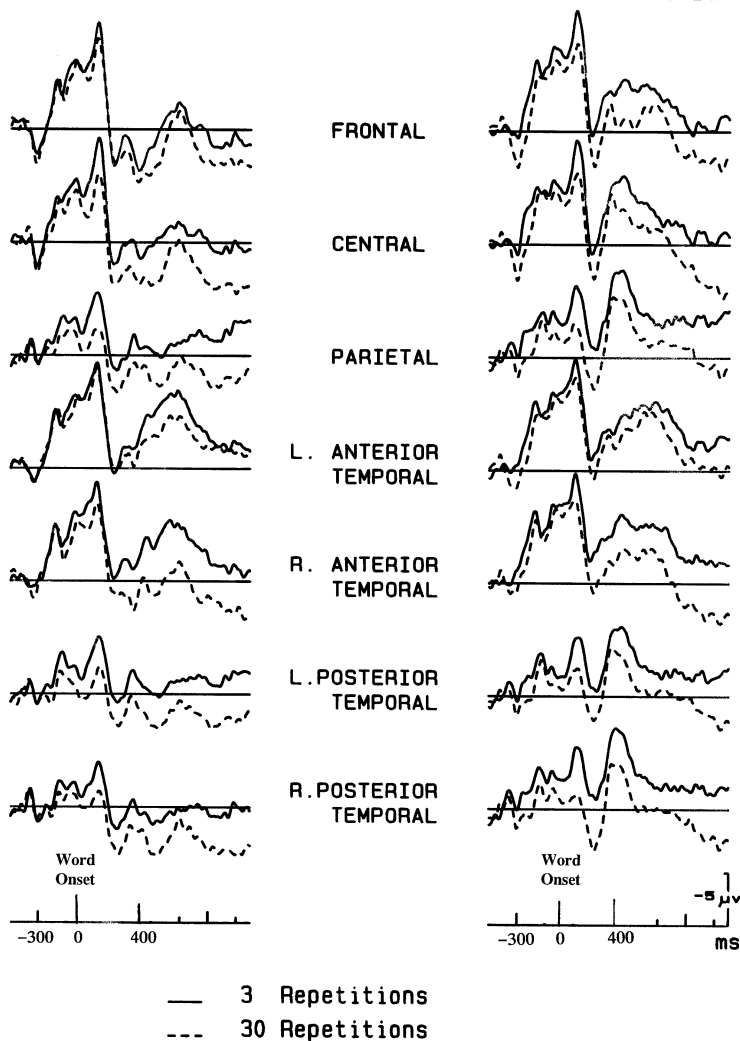 FRONTAL
CENTRAL
PARIETAL
L. ANTERIOR
TEMPORAL
R. ANTERIOR
TEMPORAL
L.POSTERIOR
TEMPORAL
R.POSTERIOR
TEMPORAL
Word
Onset
Word
Onset
-5 μv
-300 0 400
-300 0 400 ms
3 Repetitions
30 Repetitions